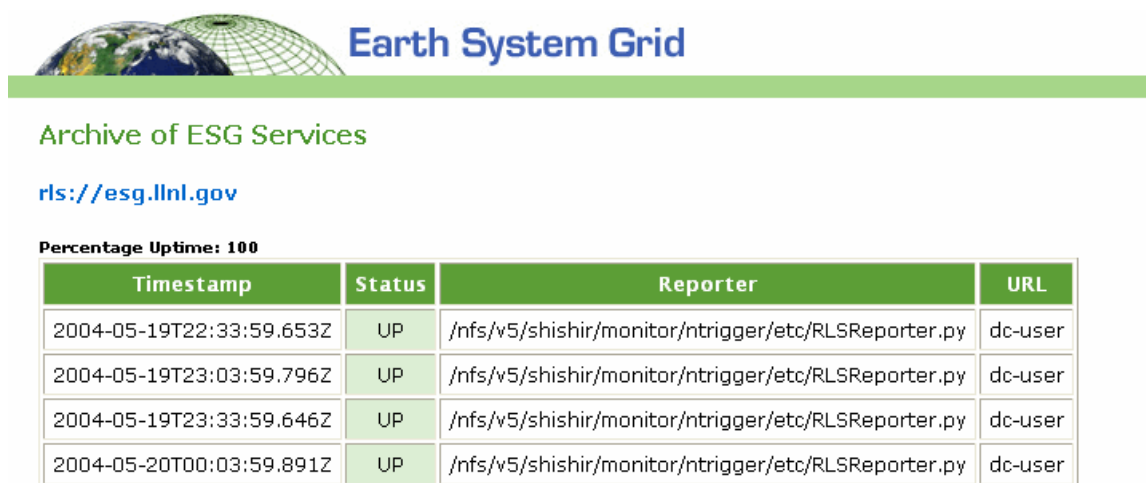 Earth System Grid
Archive of ESG Services
rls://esg.llnl.gov
Percentage Uptime: 100
Timestamp Status Reporter URL
2004-05-19T22:33:59.653Z UP /nfs/v5/shishir/monitor/ntrigger/etc/RLSReporter.py dc-user
2004-05-19T23:03:59.796Z UP /nfs/v5/shishir/monitor/ntrigger/etc/RLSReporter.py dc-user
2004-05-19T23:33:59.646Z UP /nfs/v5/shishir/monitor/ntrigger/etc/RLSReporter.py dc-user
2004-05-20T00:03:59.891Z UP /nfs/v5/shishir/monitor/ntrigger/etc/RLSReporter.py dc-user